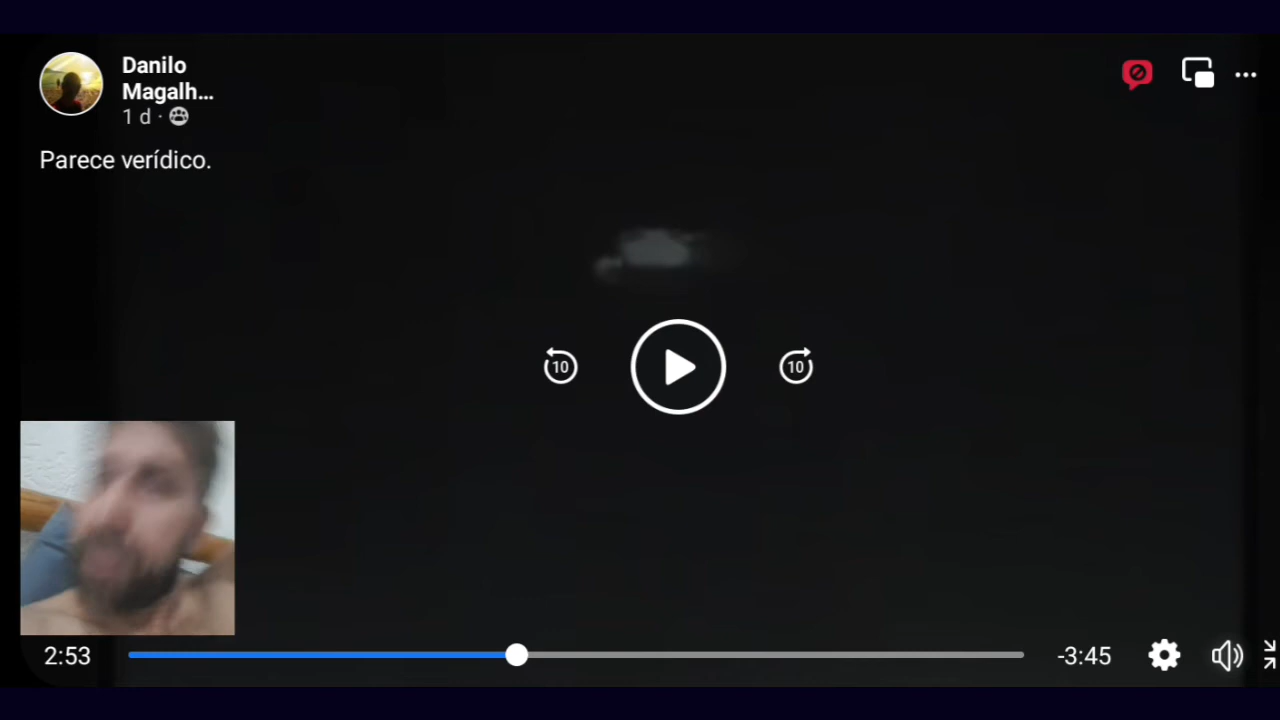 Danilo
Magalh...
1 d ·
Parece verídico.
10
10
2:53
-3:45